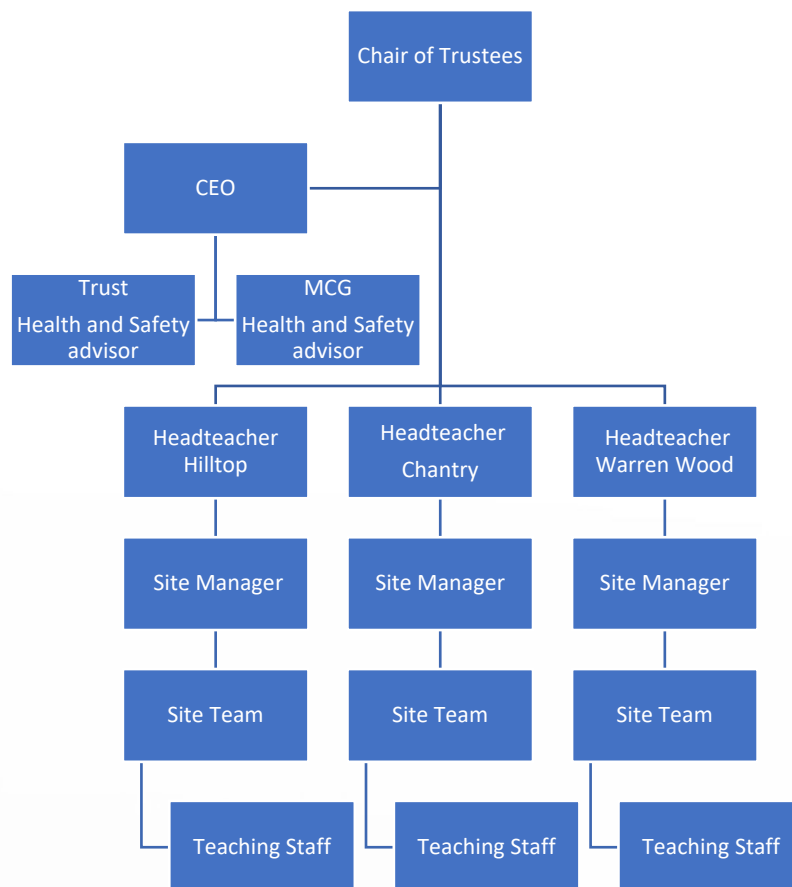 Chair of Trustees
CEO
Trust
Health and Safety
advisor
MCG
Health and Safety
advisor
Headteacher
Hilltop
Headteacher
Chantry
Headteacher
Warren Wood
Site Manager
Site Manager
Site Manager
Site Team
Site Team
Site Team
Teaching Staff
Teaching Staff
Teaching Staff